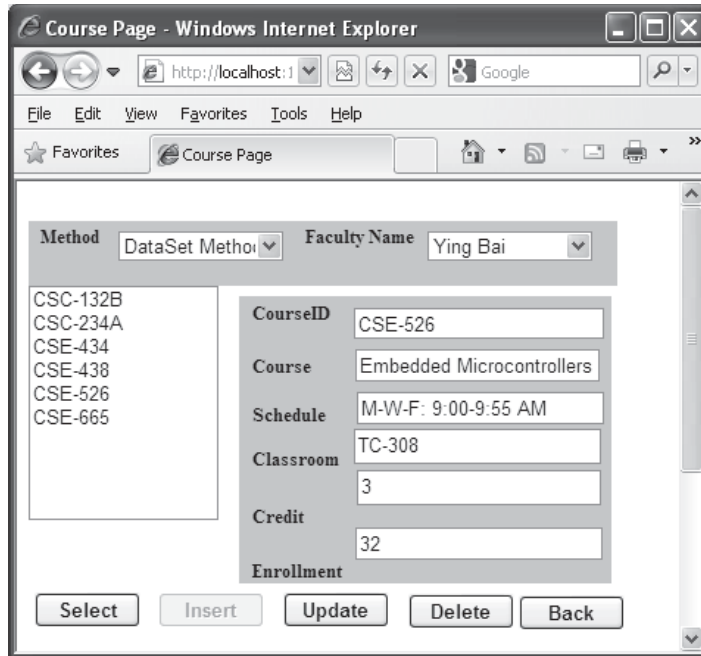 Course Page - Windows Internet Explorer
http://localhost:1
Google
File Edit View Favorites Tools Help
Favorites
Course Page
»
Method
DataSet Metho
Faculty Name
Ying Bai
CSC-132B
CSC-234A
CSE-434
CSE-438
CSE-526
CSE-665
CourseID
CSE-526
Course
Embedded Microcontrollers
Schedule
M-W-F: 9:00-9:55 AM
Classroom
TC-308
Credit
3
Enrollment
32
Select Insert Update Delete Back